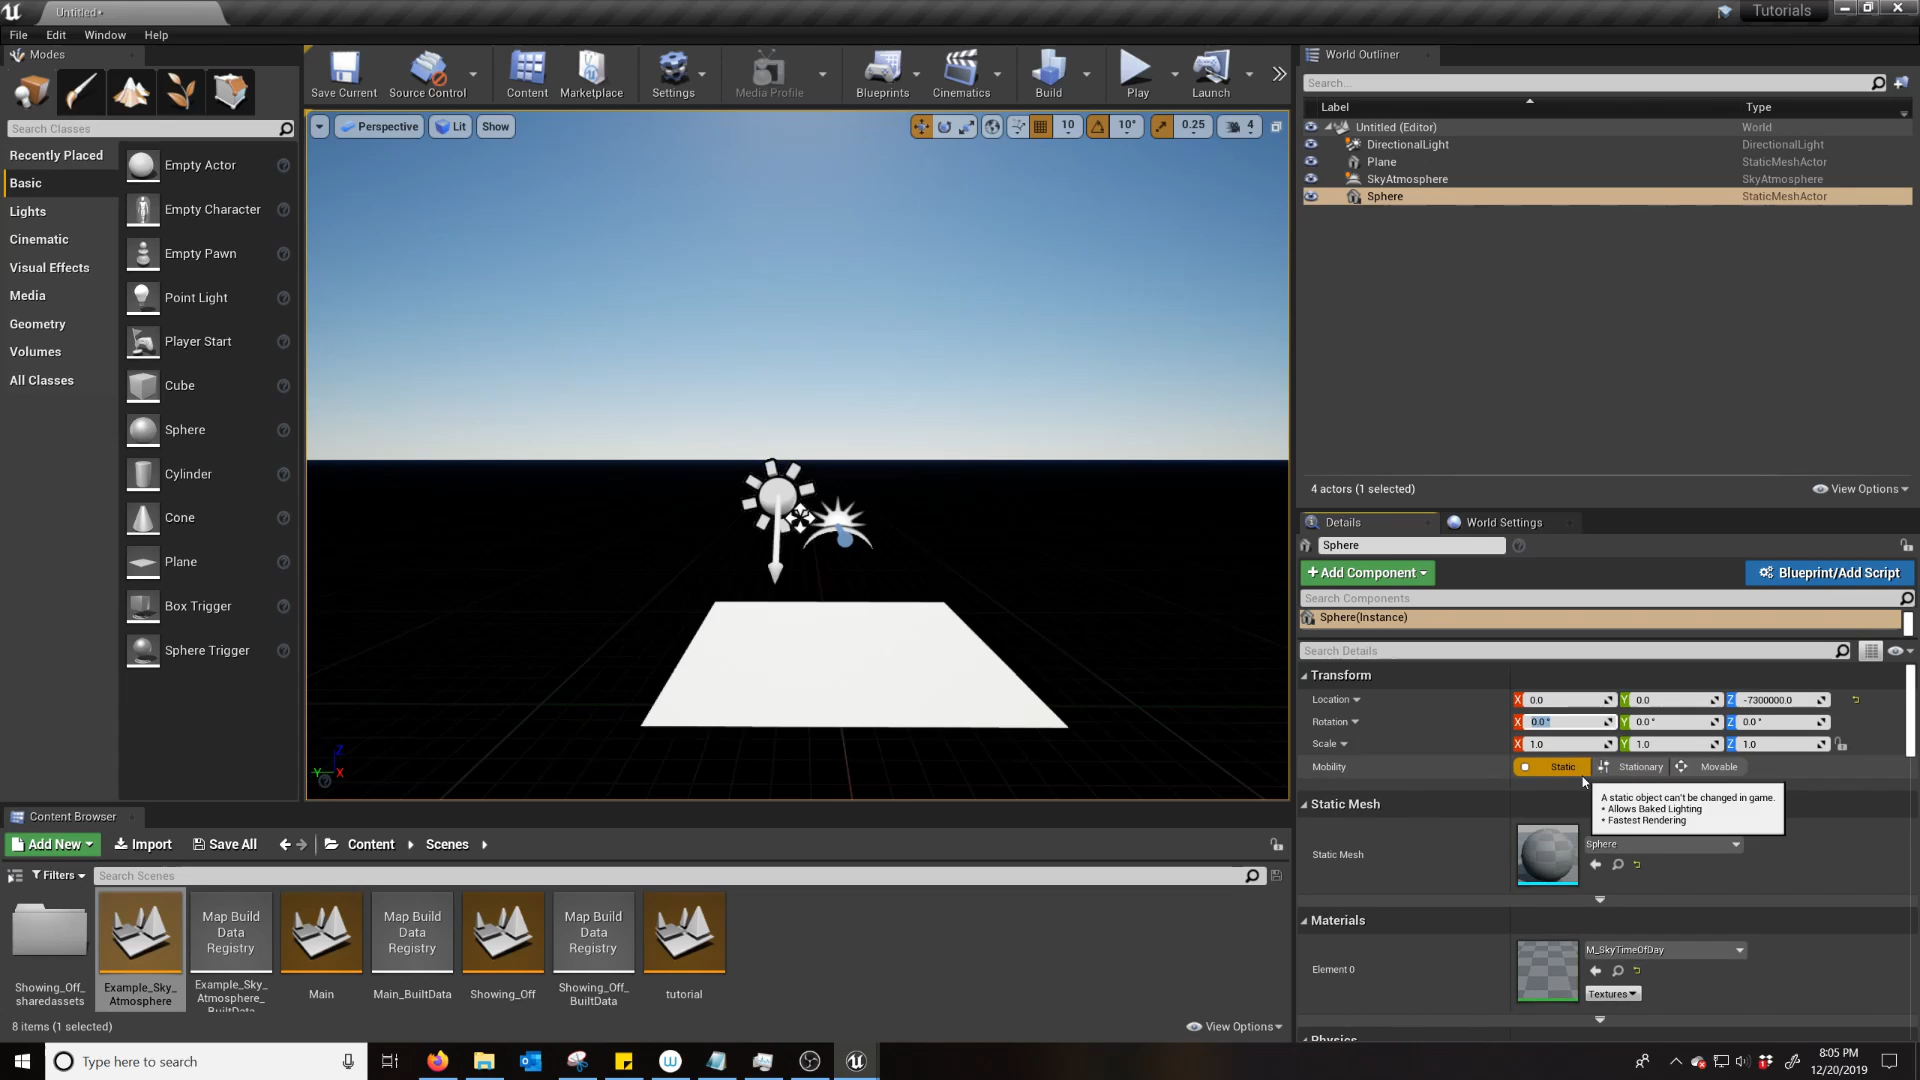 Untitled•
Tutorials
File Edit Window Help
Modes
Search Classes
Recently Placed
Basic
Lights
Cinematic
Visual Effects
Media
Geometry
Volumes
All Classes
Empty Actor
Empty Character
Empty Pawn
Point Light
Player Start
Cube
Sphere
Cylinder
Cone
Plane
Box Trigger
Sphere Trigger
Save Current Source Control Content Marketplace Settings Media Profile Blueprints Cinematics Build Play Launch
Perspective Lit Show 10 10° 0.25 4
Z
Y X
World Outliner
Search...
Label Type
Untitled (Editor) World
DirectionalLight DirectionalLight
Plane StaticMeshActor
SkyAtmosphere SkyAtmosphere
Sphere StaticMeshActor
4 actors (1 selected) View Options
Details World Settings
Sphere
+Add Component Blueprint/Add Script
Search Components
Sphere(Instance)
Search Details
Transform
Location X 0.0 Y 0.0 Z -7300000.0
Rotation X 0.0 ° Y 0.0 ° Z 0.0 °
Scale X 1.0 Y 1.0 Z 1.0
Mobility Static Stationary Movable
A static object can't be changed in game.
• Allows Baked Lighting
• Fastest Rendering
Static Mesh
Static Mesh Sphere
Materials
Element 0 M_SkyTimeOfDay
Textures
Physics
Content Browser
Add New Import Save All Content Scenes
Filters Search Scenes
Showing_Off_
sharedassets
Example_Sky_
Atmosphere
Map Build
Data
Registry
Example_Sky_
Atmosphere_
BuiltData
Main
Map Build
Data
Registry
Main_BuiltData
Showing_Off
Map Build
Data
Registry
Showing_Off_
BuiltData
tutorial
8 items (1 selected) View Options
Type here to search
8:05 PM
12/20/2019